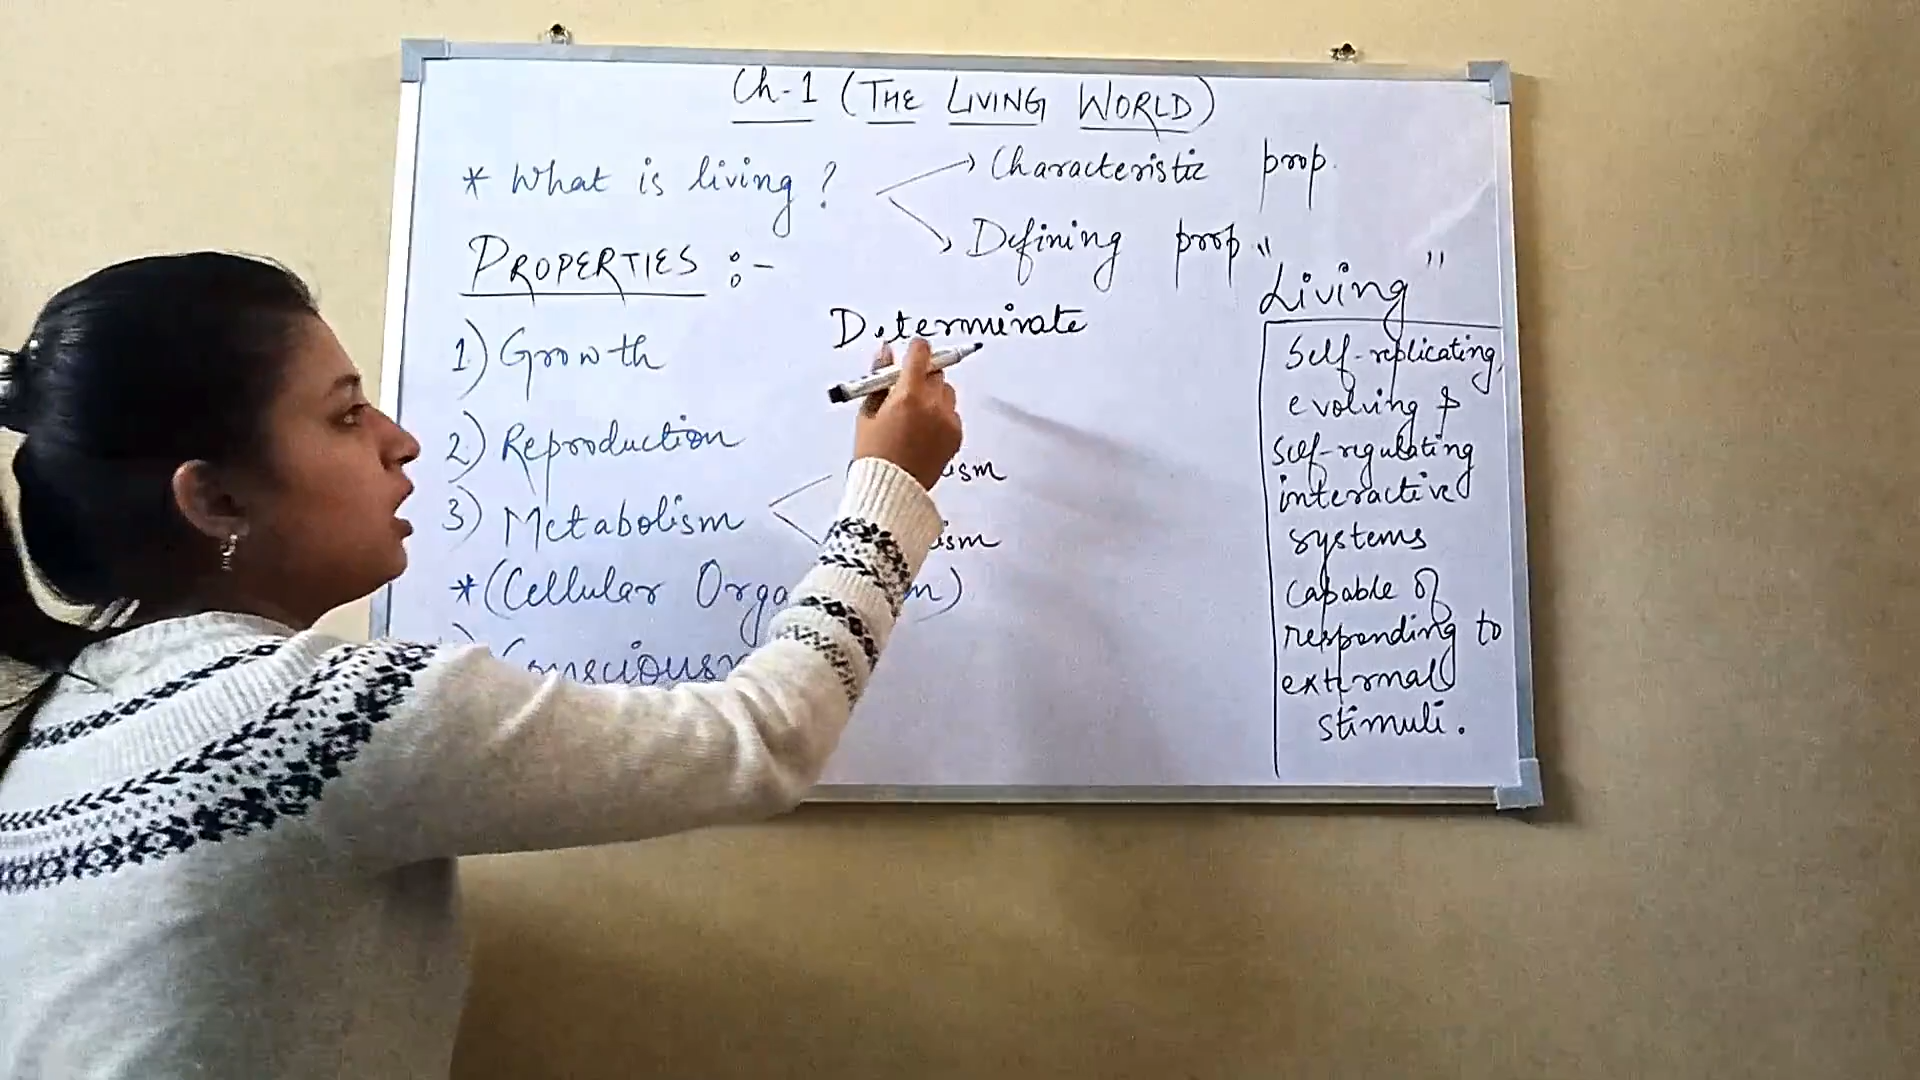 Ch-1 (THE LIVING WORLD)
* What is living?
Characteristic prop.
Defining prop
PROPERTIES :-
Determinate
1) Growth
2) Reproduction
3) Metabolism
*(Cellular
"Living"
Self-replicating,
evolving &
self-regulating
interactive
systems
capable of
responding to
external
stimuli.